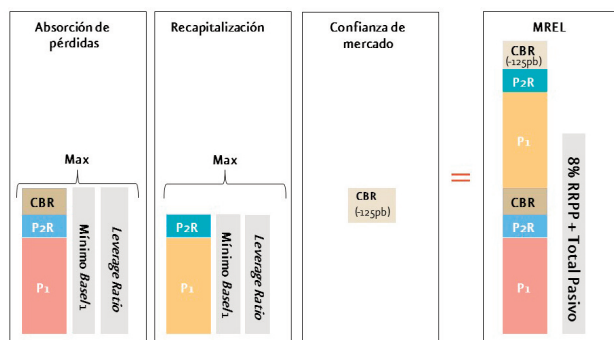 Absorción de
pérdidas
Max
CBR
P2R
P1
Mínimo Basel1
Leverage Ratio
Recapitalización
Max
P2R
P1
Mínimo Basel1
Leverage Ratio
Confianza de
mercado
CBR
(-125pb)
=
MREL
CBR
(-125pb)
P2R
P1
CBR
P2R
P1
8% RRPP + Total Pasivo